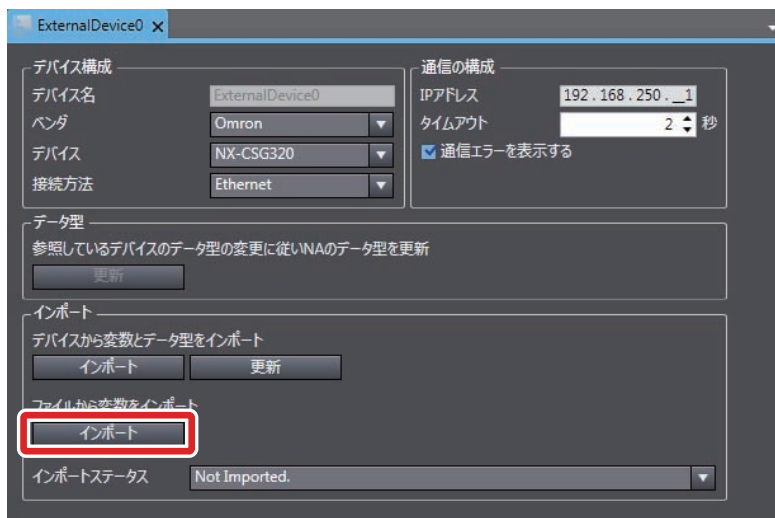 ExternalDevice0
デバイス構成
デバイス名 ExternalDevice0
ベンダ Omron
デバイス NX-CSG320
接続方法 Ethernet
通信の構成
IPアドレス 192.168.250.__1
タイムアウト 2 秒
通信エラーを表示する
データ型
参照しているデバイスのデータ型の変更に従いNAのデータ型を更新
更新
インポート
デバイスから変数とデータ型をインポート
インポート 更新
ファイルから変数をインポート
インポート
インポートステータス Not Imported.